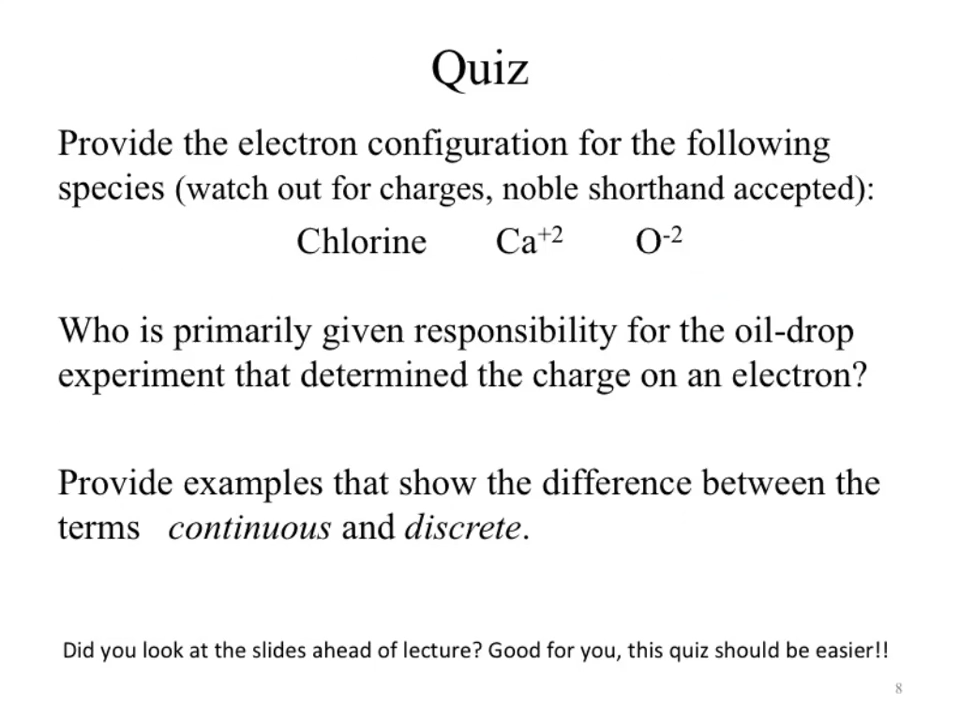 Quiz
Provide the electron configuration for the following
species (watch out for charges, noble shorthand accepted):
Chlorine Ca⁺² O⁻²
Who is primarily given responsibility for the oil-drop
experiment that determined the charge on an electron?
Provide examples that show the difference between the
terms continuous and discrete.
Did you look at the slides ahead of lecture? Good for you, this quiz should be easier!!
8